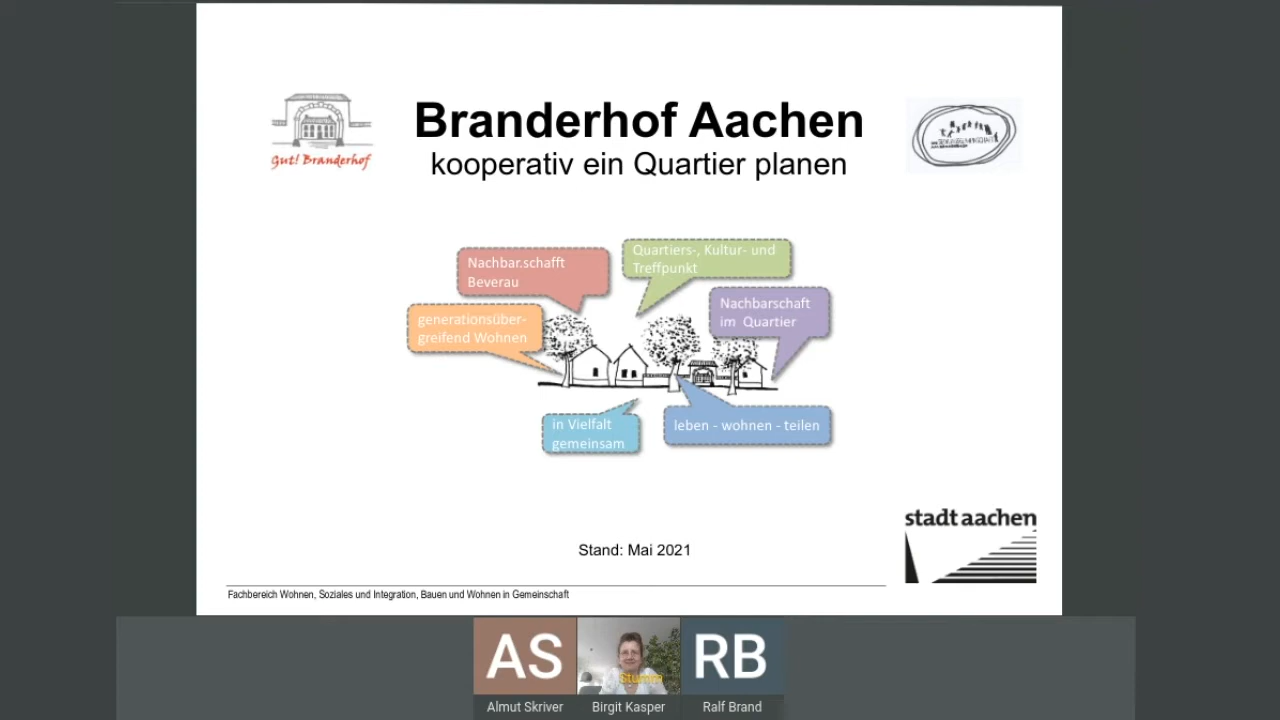 Branderhof Aachen
kooperativ ein Quartier planen
Gut! Branderhof
Nachbar.schafft
Beverau
Quartiers-, Kultur- und
Treffpunkt
generationsüber-
greifend Wohnen
Nachbarschaft
im Quartier
in Vielfalt
gemeinsam
leben - wohnen - teilen
stadt aachen
Stand: Mai 2021
Fachbereich Wohnen, Soziales und Integration, Bauen und Wohnen in Gemeinschaft
AS
Stumm
RB
Almut Skriver
Birgit Kasper
Ralf Brand